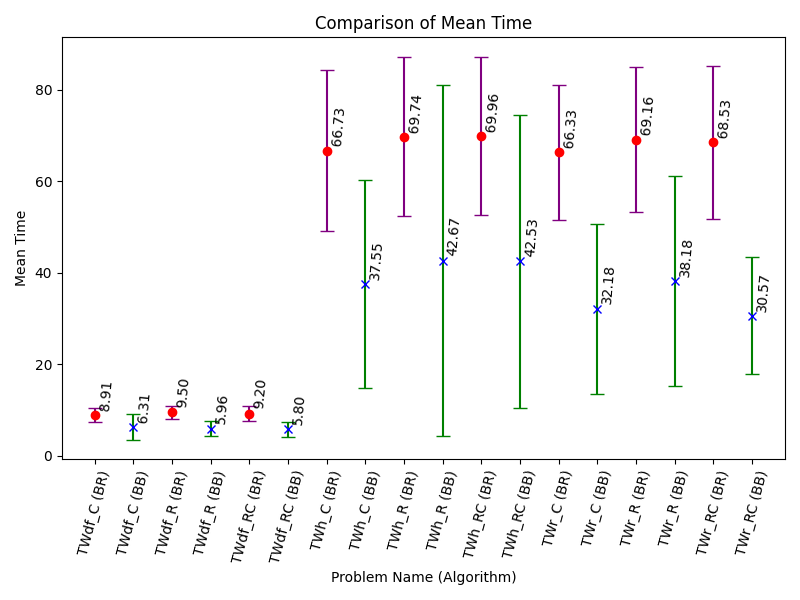 Comparison of Mean Time
Mean Time
80
60
40
20
0
8.91
6.31
9.50
5.96
9.20
5.80
66.73
37.55
69.74
42.67
69.96
42.53
66.33
32.18
69.16
38.18
68.53
30.57
TWdf_C (BR)
TWdf_C (BB)
TWdf_R (BR)
TWdf_R (BB)
TWdf_RC (BR)
TWdf_RC (BB)
TWh_C (BR)
TWh_C (BB)
TWh_R (BR)
TWh_R (BB)
TWh_RC (BR)
TWh_RC (BB)
TWr_C (BR)
TWr_C (BB)
TWr_R (BR)
TWr_R (BB)
TWr_RC (BR)
TWr_RC (BB)
Problem Name (Algorithm)